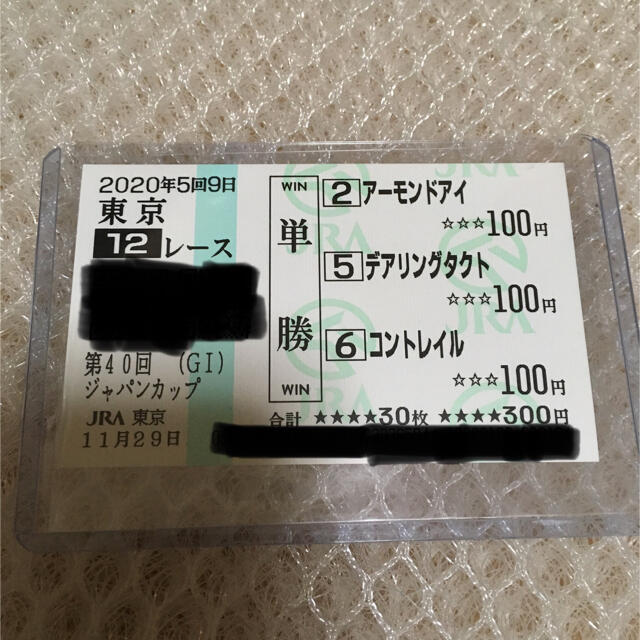 2020年5回9日
東京
12レース
第40回 (GI)
ジャパンカップ
JRA 東京
11月29日
WIN
単勝
WIN
2 アーモンドアイ
☆☆☆100円
5 デアリングタクト
☆☆☆100円
6 コントレイル
☆☆☆100円
合計 ★★★★30枚 ★★★★300円
JRA
JRA
JRA
JRA